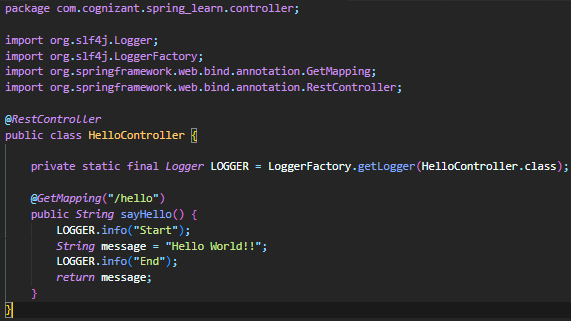 package com.cognizant.spring_learn.controller;
import org.slf4j.Logger;
import org.slf4j.LoggerFactory;
import org.springframework.web.bind.annotation.GetMapping;
import org.springframework.web.bind.annotation.RestController;
@RestController
public class HelloController {
private static final Logger LOGGER = LoggerFactory.getLogger(HelloController.class);
@GetMapping("/hello")
public String sayHello() {
LOGGER.info("Start");
String message = "Hello World!!";
LOGGER.info("End");
return message;
}
}